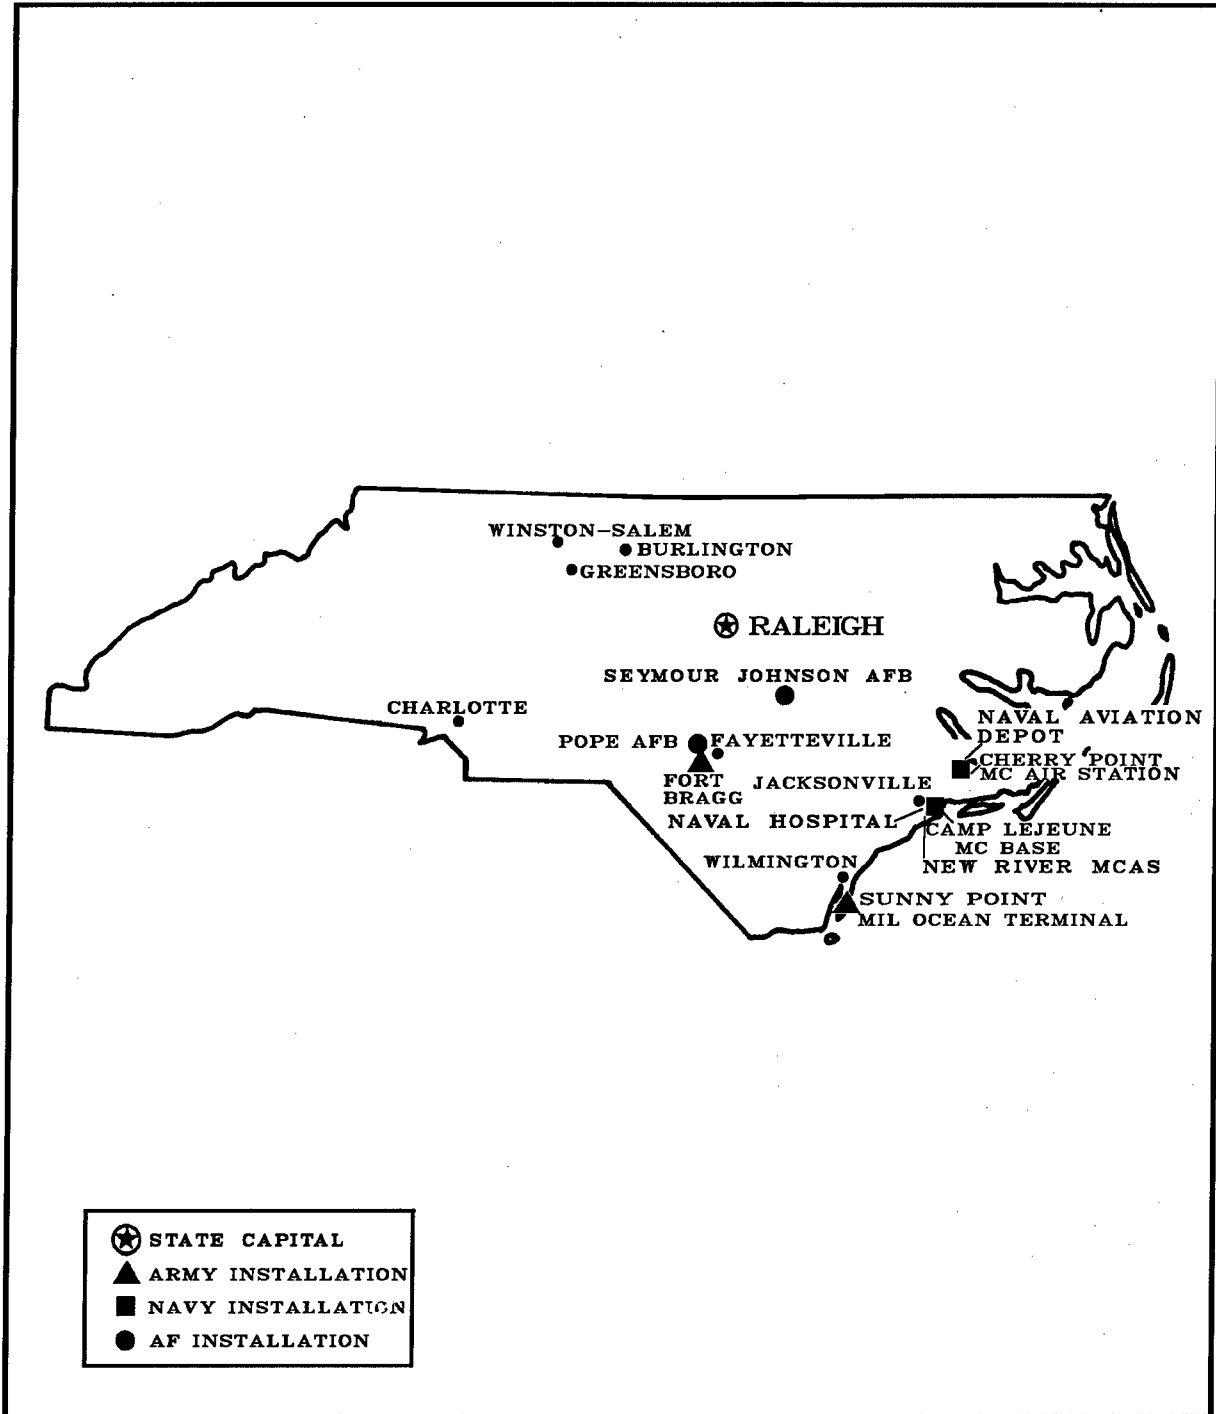 WINSTON-SALEM
BURLINGTON
GREENSBORO
RALEIGH
SEYMOUR JOHNSON AFB
CHARLOTTE
NAVAL AVIATION
DEPOT
POPE AFB
FAYETTEVILLE
CHERRY POINT
MC AIR STATION
FORT
BRAGG
JACKSONVILLE
NAVAL HOSPITAL
CAMP LEJEUNE
MC BASE
NEW RIVER MCAS
WILMINGTON
SUNNY POINT
MIL OCEAN TERMINAL
STATE CAPITAL
ARMY INSTALLATION
NAVY INSTALLATION
AF INSTALLATION